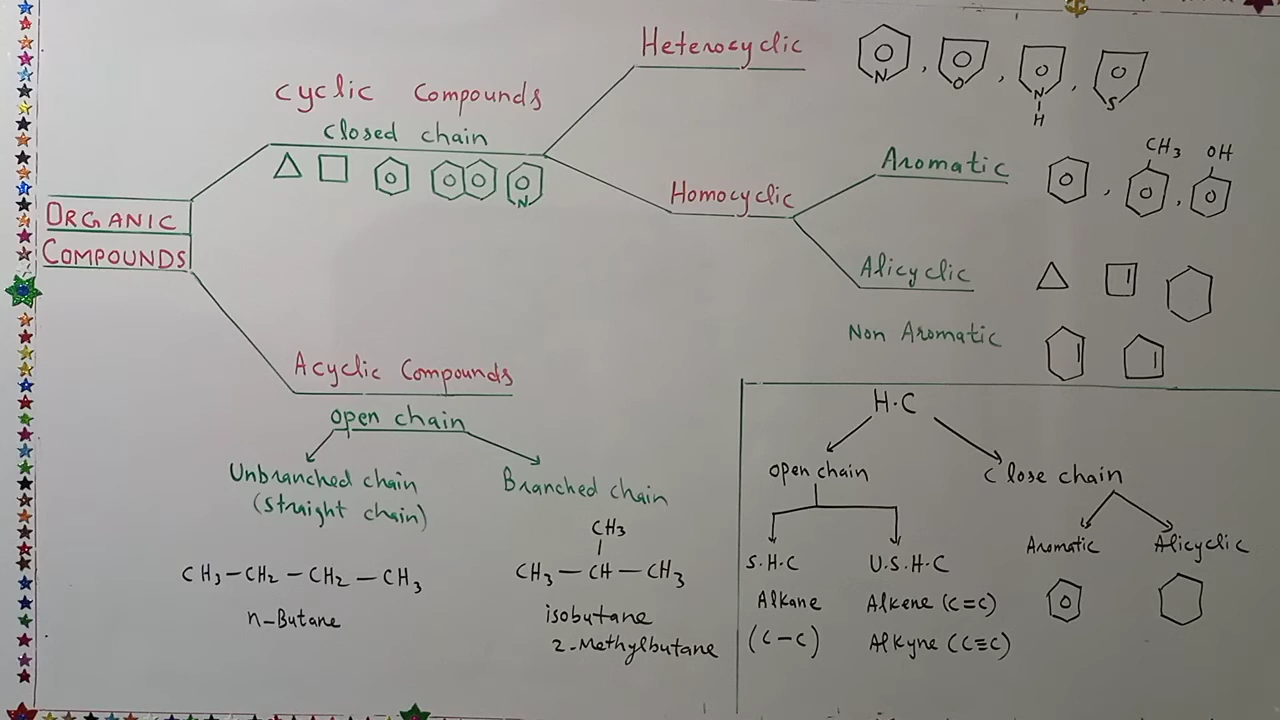 ORGANIC
COMPOUNDS
Cyclic Compounds
Closed chain
N
Heterocyclic
N , O , N , S
H
Homocyclic
Aromatic
CH3 OH
, ,
Alicyclic
Non Aromatic
Acyclic Compounds
open chain
Unbranched chain
(straight chain)
CH3-CH2-CH2-CH3
n-Butane
Branched chain
CH3
CH3-CH-CH3
isobutane
2-Methylbutane
H.C
open chain
S.H.C
Alkane
(C-C)
U.S.H.C
Alkene (C=C)
Alkyne (C≡C)
Close chain
Aromatic
Alicyclic